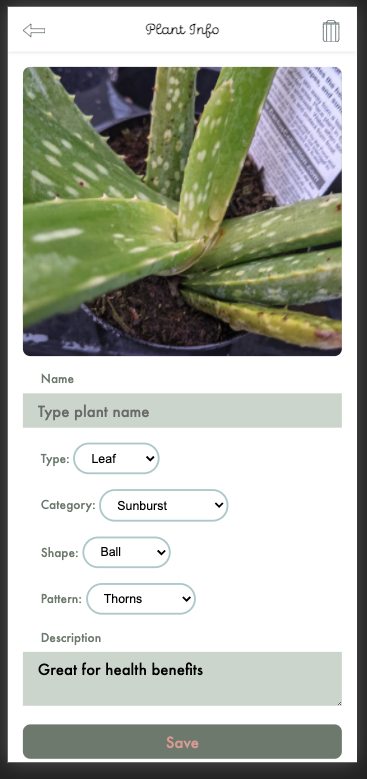 Plant Info
Name
Type plant name
Type: Leaf
Category: Sunburst
Shape: Ball
Pattern: Thorns
Description
Great for health benefits
Save